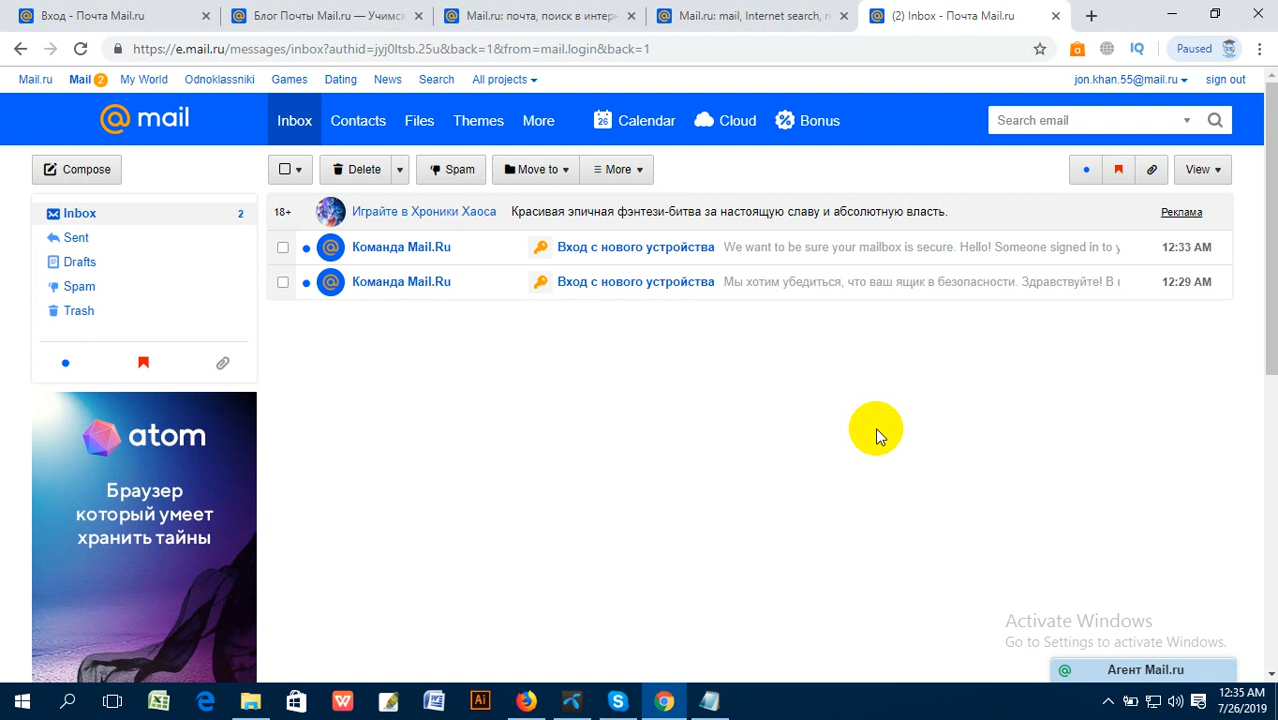 Вход - Почта Mail.ru
Блог Почты Mail.ru — Учимся
Mail.ru: почта, поиск в интерн
Mail.ru: mail, Internet search, n
(2) Inbox - Почта Mail.ru
https://e.mail.ru/messages/inbox?authid=jyj0ltsb.25u&back=1&from=mail.login&back=1
IQ
Paused
Mail.ru Mail 2 My World Odnoklassniki Games Dating News Search All projects
jon.khan.55@mail.ru sign out
@mail
Inbox Contacts Files Themes More 26 Calendar Cloud Bonus
Search email
Compose
Delete Spam Move to More View
Inbox 2
Sent
Drafts
Spam
Trash
18+ Играйте в Хроники Хаоса Красивая эпичная фэнтези-битва за настоящую славу и абсолютную власть. Реклама
Команда Mail.Ru Вход с нового устройства We want to be sure your mailbox is secure. Hello! Someone signed in to y 12:33 AM
Команда Mail.Ru Вход с нового устройства Мы хотим убедиться, что ваш ящик в безопасности. Здравствуйте! В 12:29 AM
atom
Браузер
который умеет
хранить тайны
Activate Windows
Go to Settings to activate Windows.
Агент Mail.ru
12:35 AM
7/26/2019